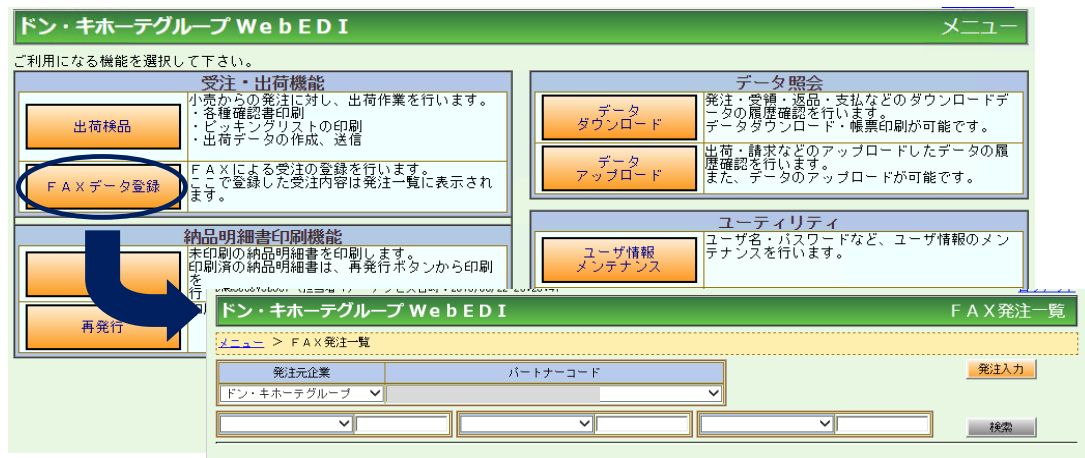 ドン・キホーテグループＷｅｂＥＤＩ
メニュー
ご利用になる機能を選択して下さい。
受注・出荷機能
出荷検品
小売からの発注に対し、出荷作業を行います。
・各種確認書印刷
・ピッキングリストの印刷
・出荷データの作成、送信
ＦＡＸデータ登録
ＦＡＸによる受注の登録を行います。
ここで登録した受注内容は発注一覧に表示され
ます。
納品明細書印刷機能
未印刷の納品明細書を印刷します。
印刷済の納品明細書は、再発行ボタンから印刷
を
行
再発行
データ照会
データ
ダウンロード
発注・受領・返品・支払などのダウンロードデ
ータの履歴確認を行います。
データダウンロード・帳票印刷が可能です。
データ
アップロード
出荷・請求などのアップロードしたデータの履
歴確認を行います。
また、データのアップロードが可能です。
ユーティリティ
ユーザ情報
メンテナンス
ユーザ名・パスワードなど、ユーザ情報のメン
テナンスを行います。
ドン・キホーテグループＷｅｂＥＤＩ
ＦＡＸ発注一覧
メニュー ＞ ＦＡＸ発注一覧
発注元企業
パートナーコード
発注入力
ドン・キホーテグループ
検索